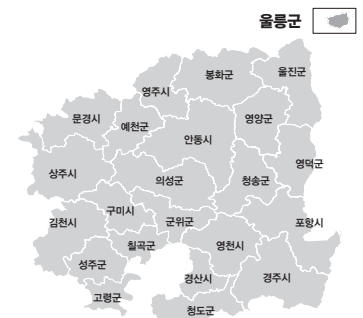 울릉군
봉화군
울진군
영주시
문경시
예천군
영양군
안동시
영덕군
상주시
의성군
청송군
구미시
군위군
김천시
포항시
칠곡군
영천시
성주군
경산시
경주시
고령군
청도군